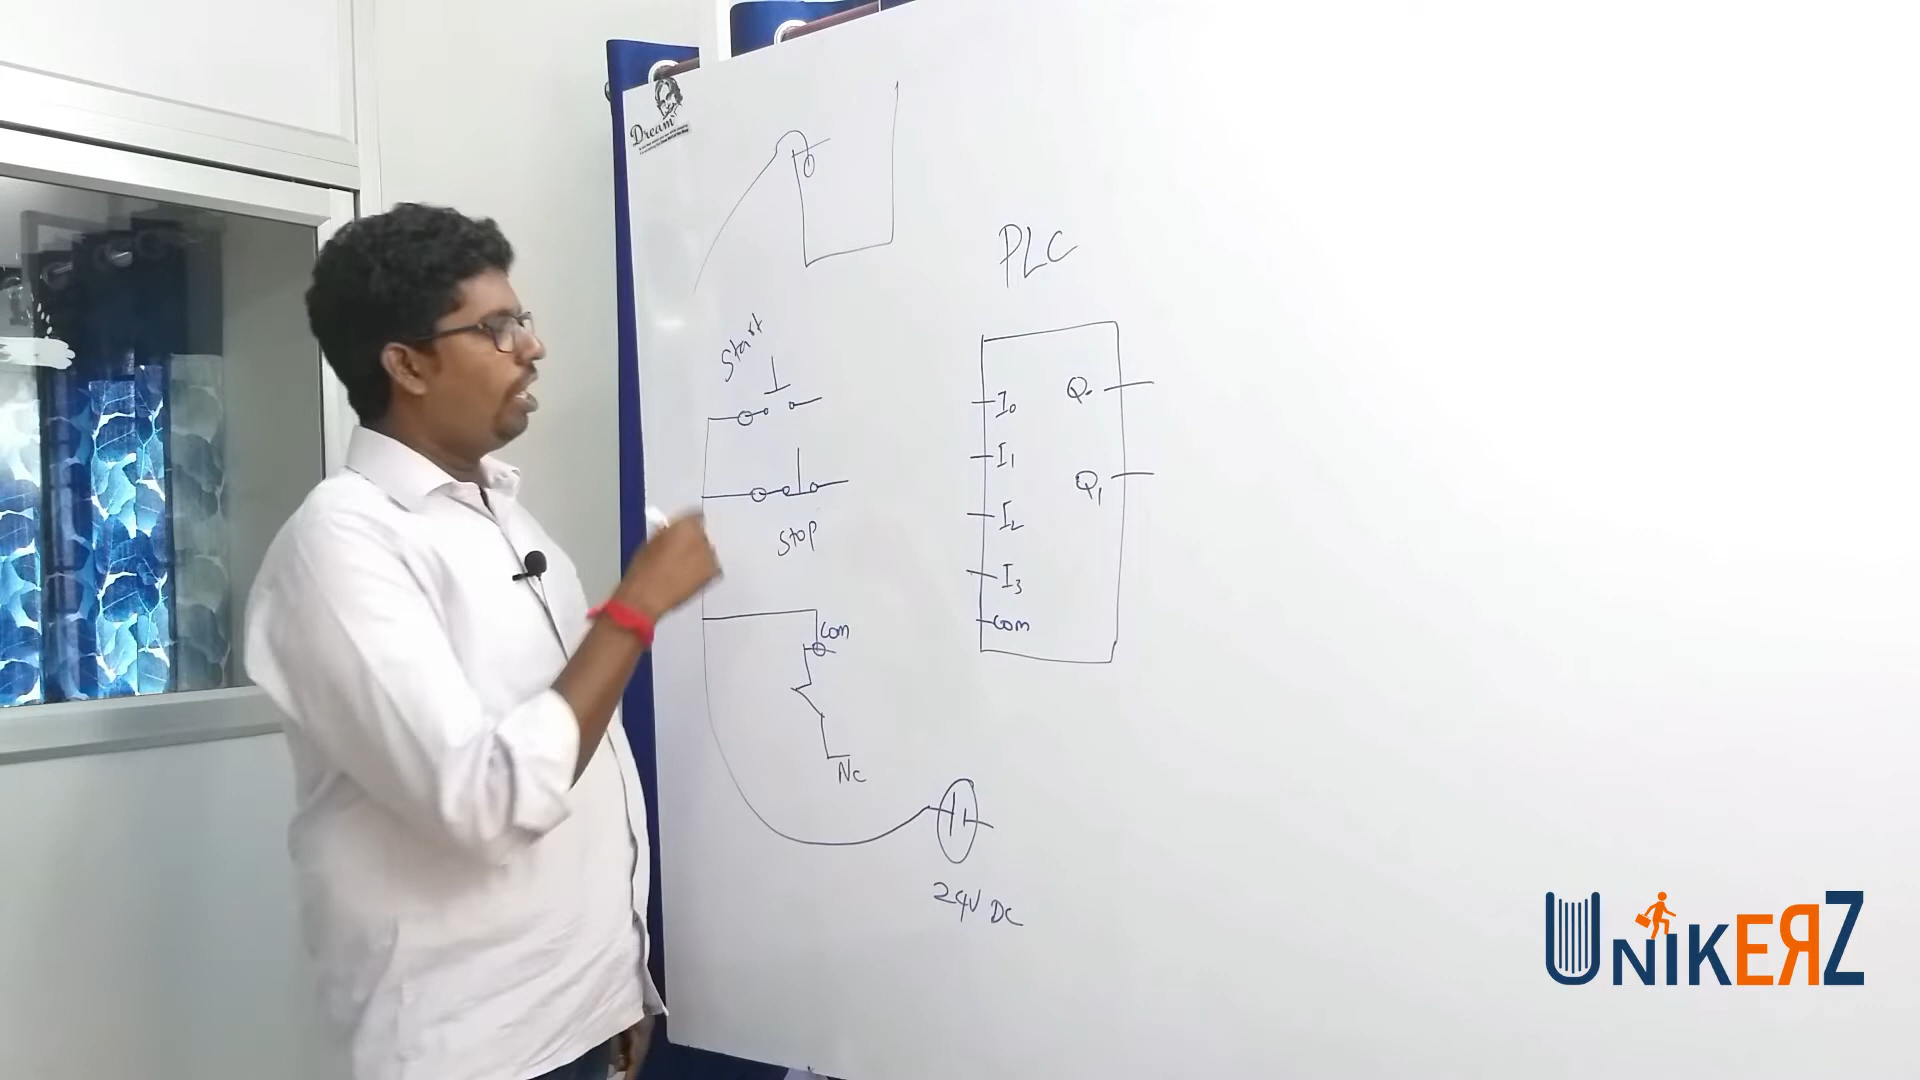 Dream
PLC
Start
I₀
Q₀
I₁
Q₁
I₂
Stop
I₃
Com
Com
NC
24V DC
UNIKERZ